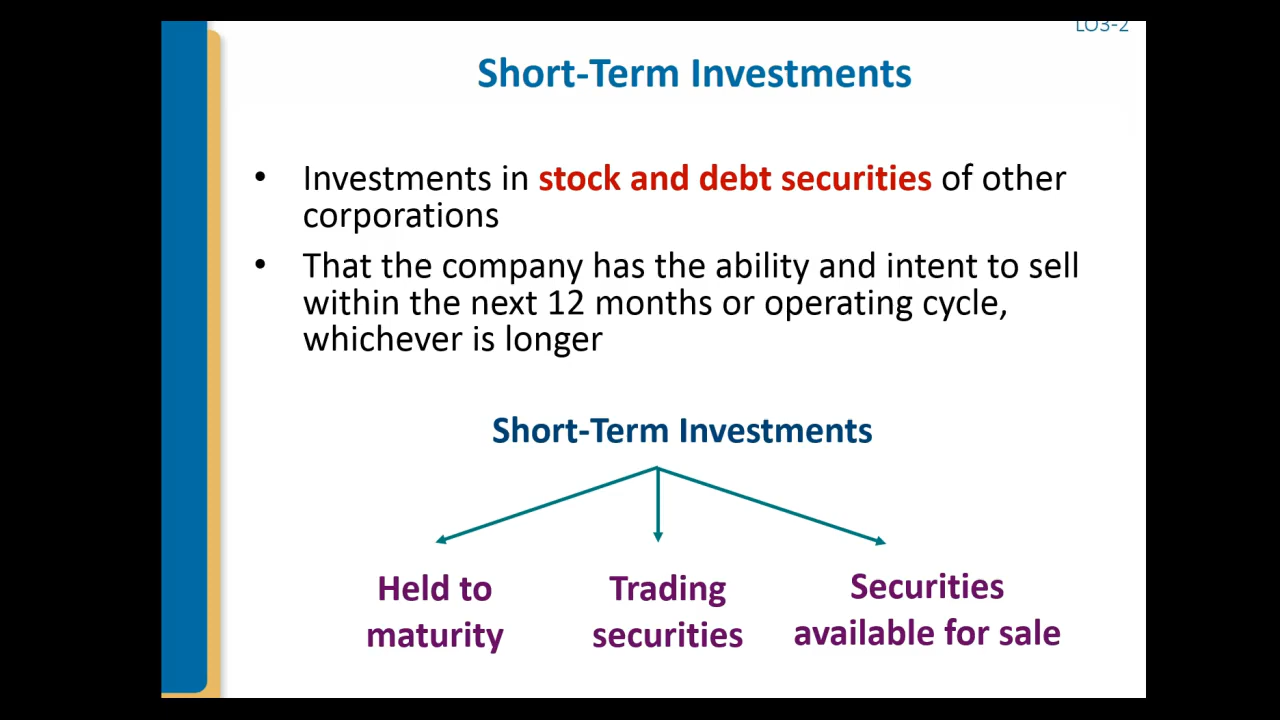 LO3-2
Short-Term Investments
• Investments in stock and debt securities of other
corporations
• That the company has the ability and intent to sell
within the next 12 months or operating cycle,
whichever is longer
Short-Term Investments
Held to
maturity
Trading
securities
Securities
available for sale